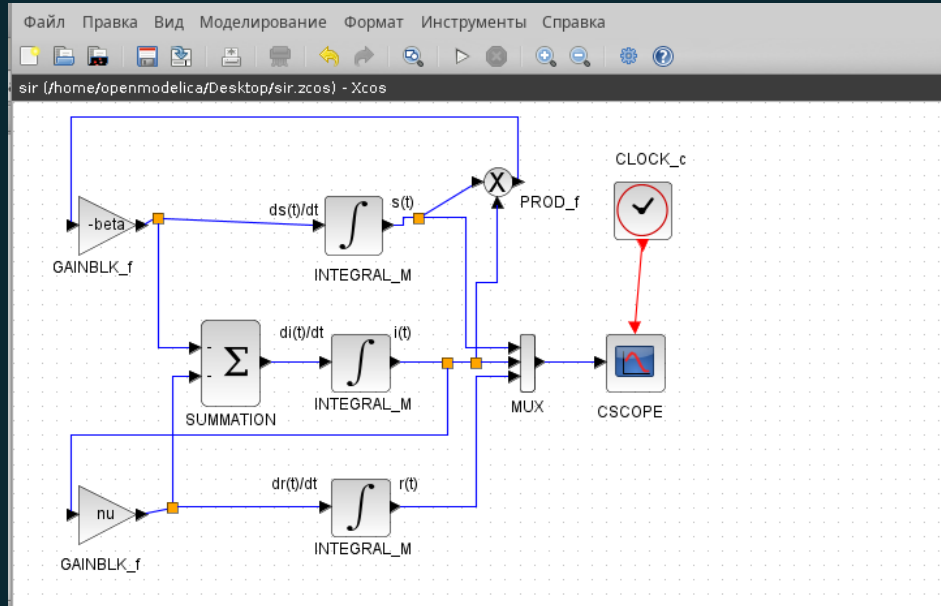 Файл Правка Вид Моделирование Формат Инструменты Справка
sir (/home/openmodelica/Desktop/sir.zcos) - Xcos
CLOCK_c
X
PROD_f
ds(t)/dt
s(t)
-beta
∫
GAINBLK_f
INTEGRAL_M
di(t)/dt
i(t)
-
-
Σ
∫
MUX
CSCOPE
SUMMATION
INTEGRAL_M
dr(t)/dt
r(t)
nu
∫
INTEGRAL_M
GAINBLK_f